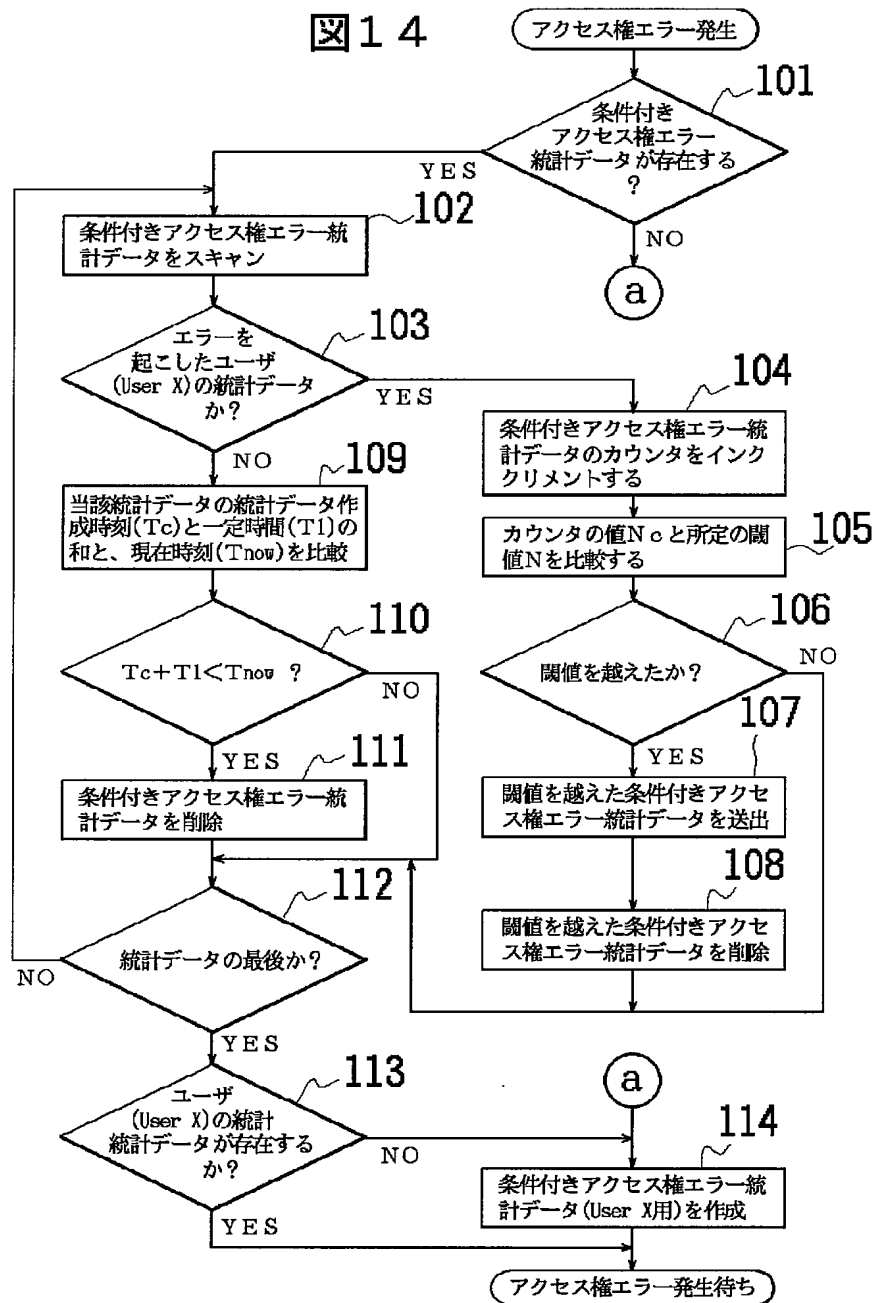 図14
アクセス権エラー発生
101
条件付き
アクセス権エラー
統計データが存在する
?
YES
NO
a
102
条件付きアクセス権エラー統
計データをスキャン
103
エラーを
起こしたユーザ
(User X)の統計データ
か?
YES
NO
104
条件付きアクセス権エラー統
計データのカウンタをインク
クリメントする
105
カウンタの値Ncと所定の閾
値Nを比較する
106
閾値を越えたか?
NO
YES
107
閾値を越えた条件付きアクセ
ス権エラー統計データを送出
108
閾値を越えた条件付きアクセ
ス権エラー統計データを削除
109
当該統計データの統計データ作
成時刻(Tc)と一定時間(Tl)の
和と、現在時刻(Tnow)を比較
110
Tc+Tl<Tnow ?
NO
YES
111
条件付きアクセス権エラー統
計データを削除
112
統計データの最後か?
NO
YES
113
ユーザ
(User X)の統計
統計データが存在する
か?
NO
YES
a
114
条件付きアクセス権エラー統
計データ(User X用)を作成
アクセス権エラー発生待ち